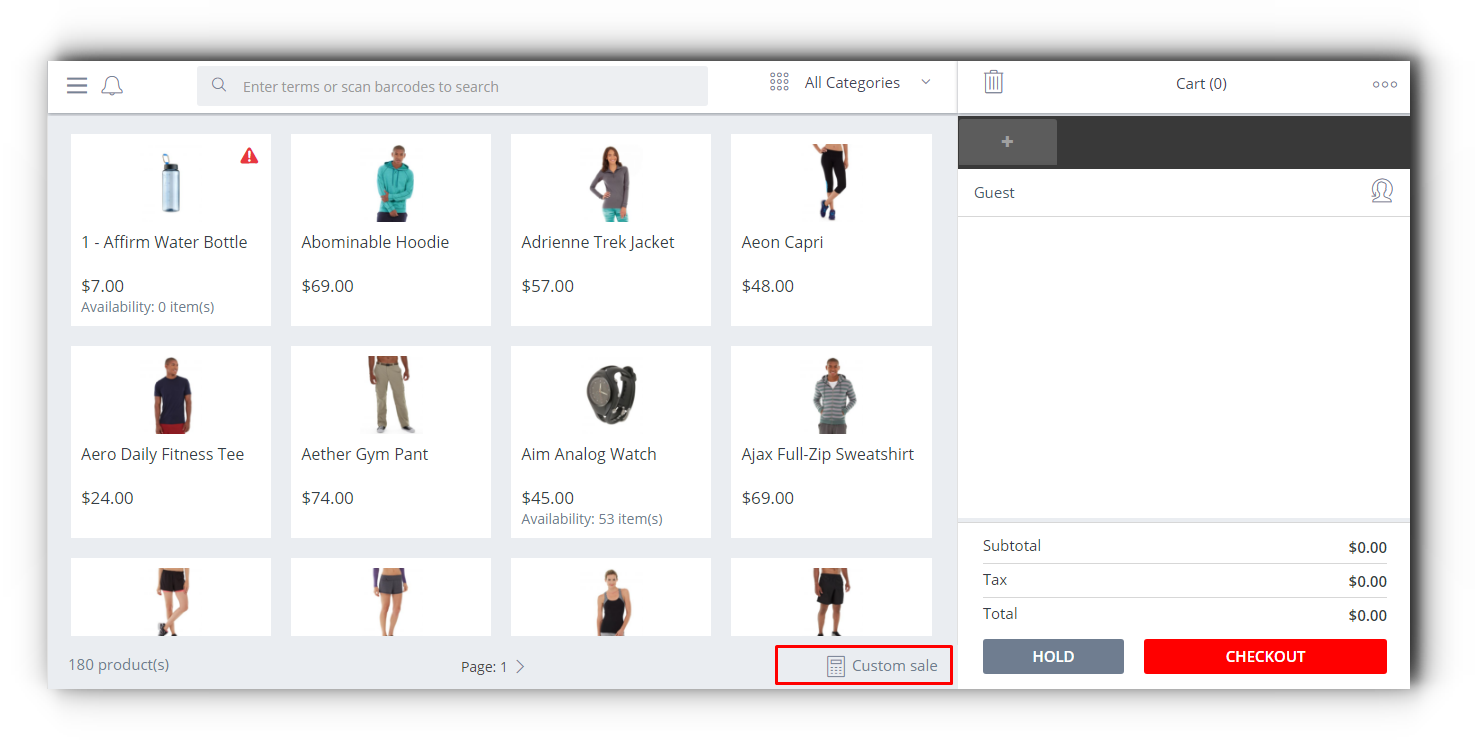 Enter terms or scan barcodes to search
All Categories
Cart (0)
+
Guest
1 - Affirm Water Bottle
$7.00
Availability: 0 item(s)
Abominable Hoodie
$69.00
Adrienne Trek Jacket
$57.00
Aeon Capri
$48.00
Aero Daily Fitness Tee
$24.00
Aether Gym Pant
$74.00
Aim Analog Watch
$45.00
Availability: 53 item(s)
Ajax Full-Zip Sweatshirt
$69.00
180 product(s)
Page: 1
Custom sale
Subtotal
$0.00
Tax
$0.00
Total
$0.00
HOLD
CHECKOUT